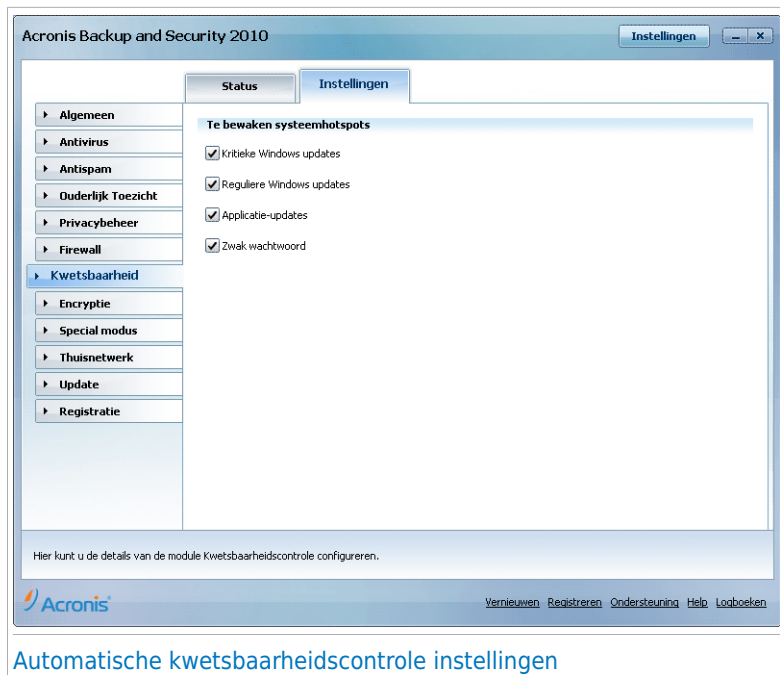 Acronis Backup and Security 2010
Instellingen
Status
Instellingen
Algemeen
Antivirus
Antispam
Ouderlijk Toezicht
Privacybeheer
Firewall
Kwetsbaarheid
Encryptie
Special modus
Thuisnetwerk
Update
Registratie
Te bewaken systeemhotspots
Kritieke Windows updates
Reguliere Windows updates
Applicatie-updates
Zwak wachtwoord
Hier kunt u de details van de module Kwetsbaarheidscontrole configureren.
Acronis
Vernieuwen Registreren Ondersteuning Help Logboeken
Automatische kwetsbaarheidscontrole instellingen